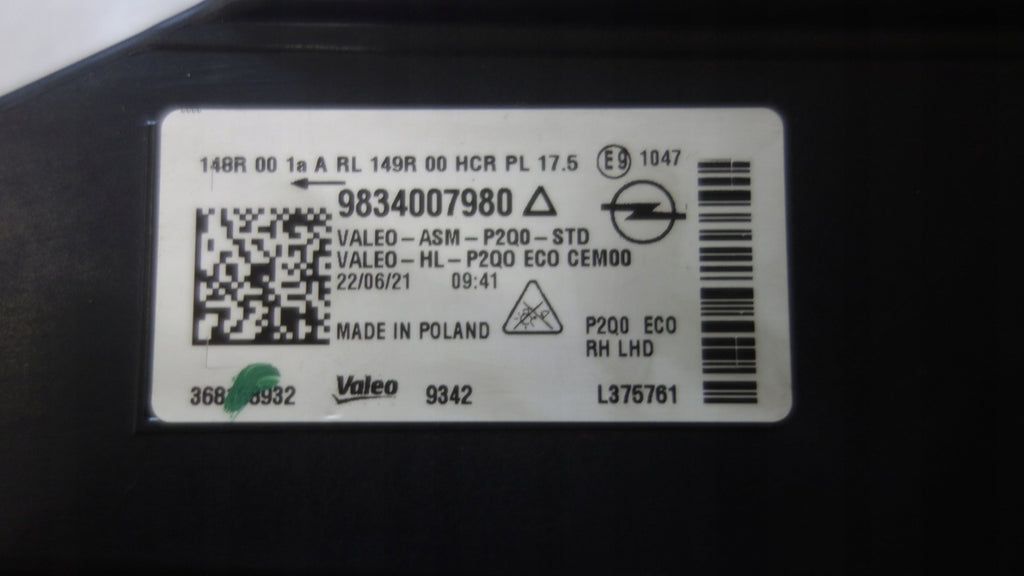 148R 00 1a A RL 149R 00 HCR PL 17.5 E9 1047
9834007980
VALEO-ASM-P2Q0-STD
VALEO-HL-P2QO ECO CEM00
22/06/21 09:41
MADE IN POLAND
P2Q0 ECO
RH LHD
Valeo 9342 L375761